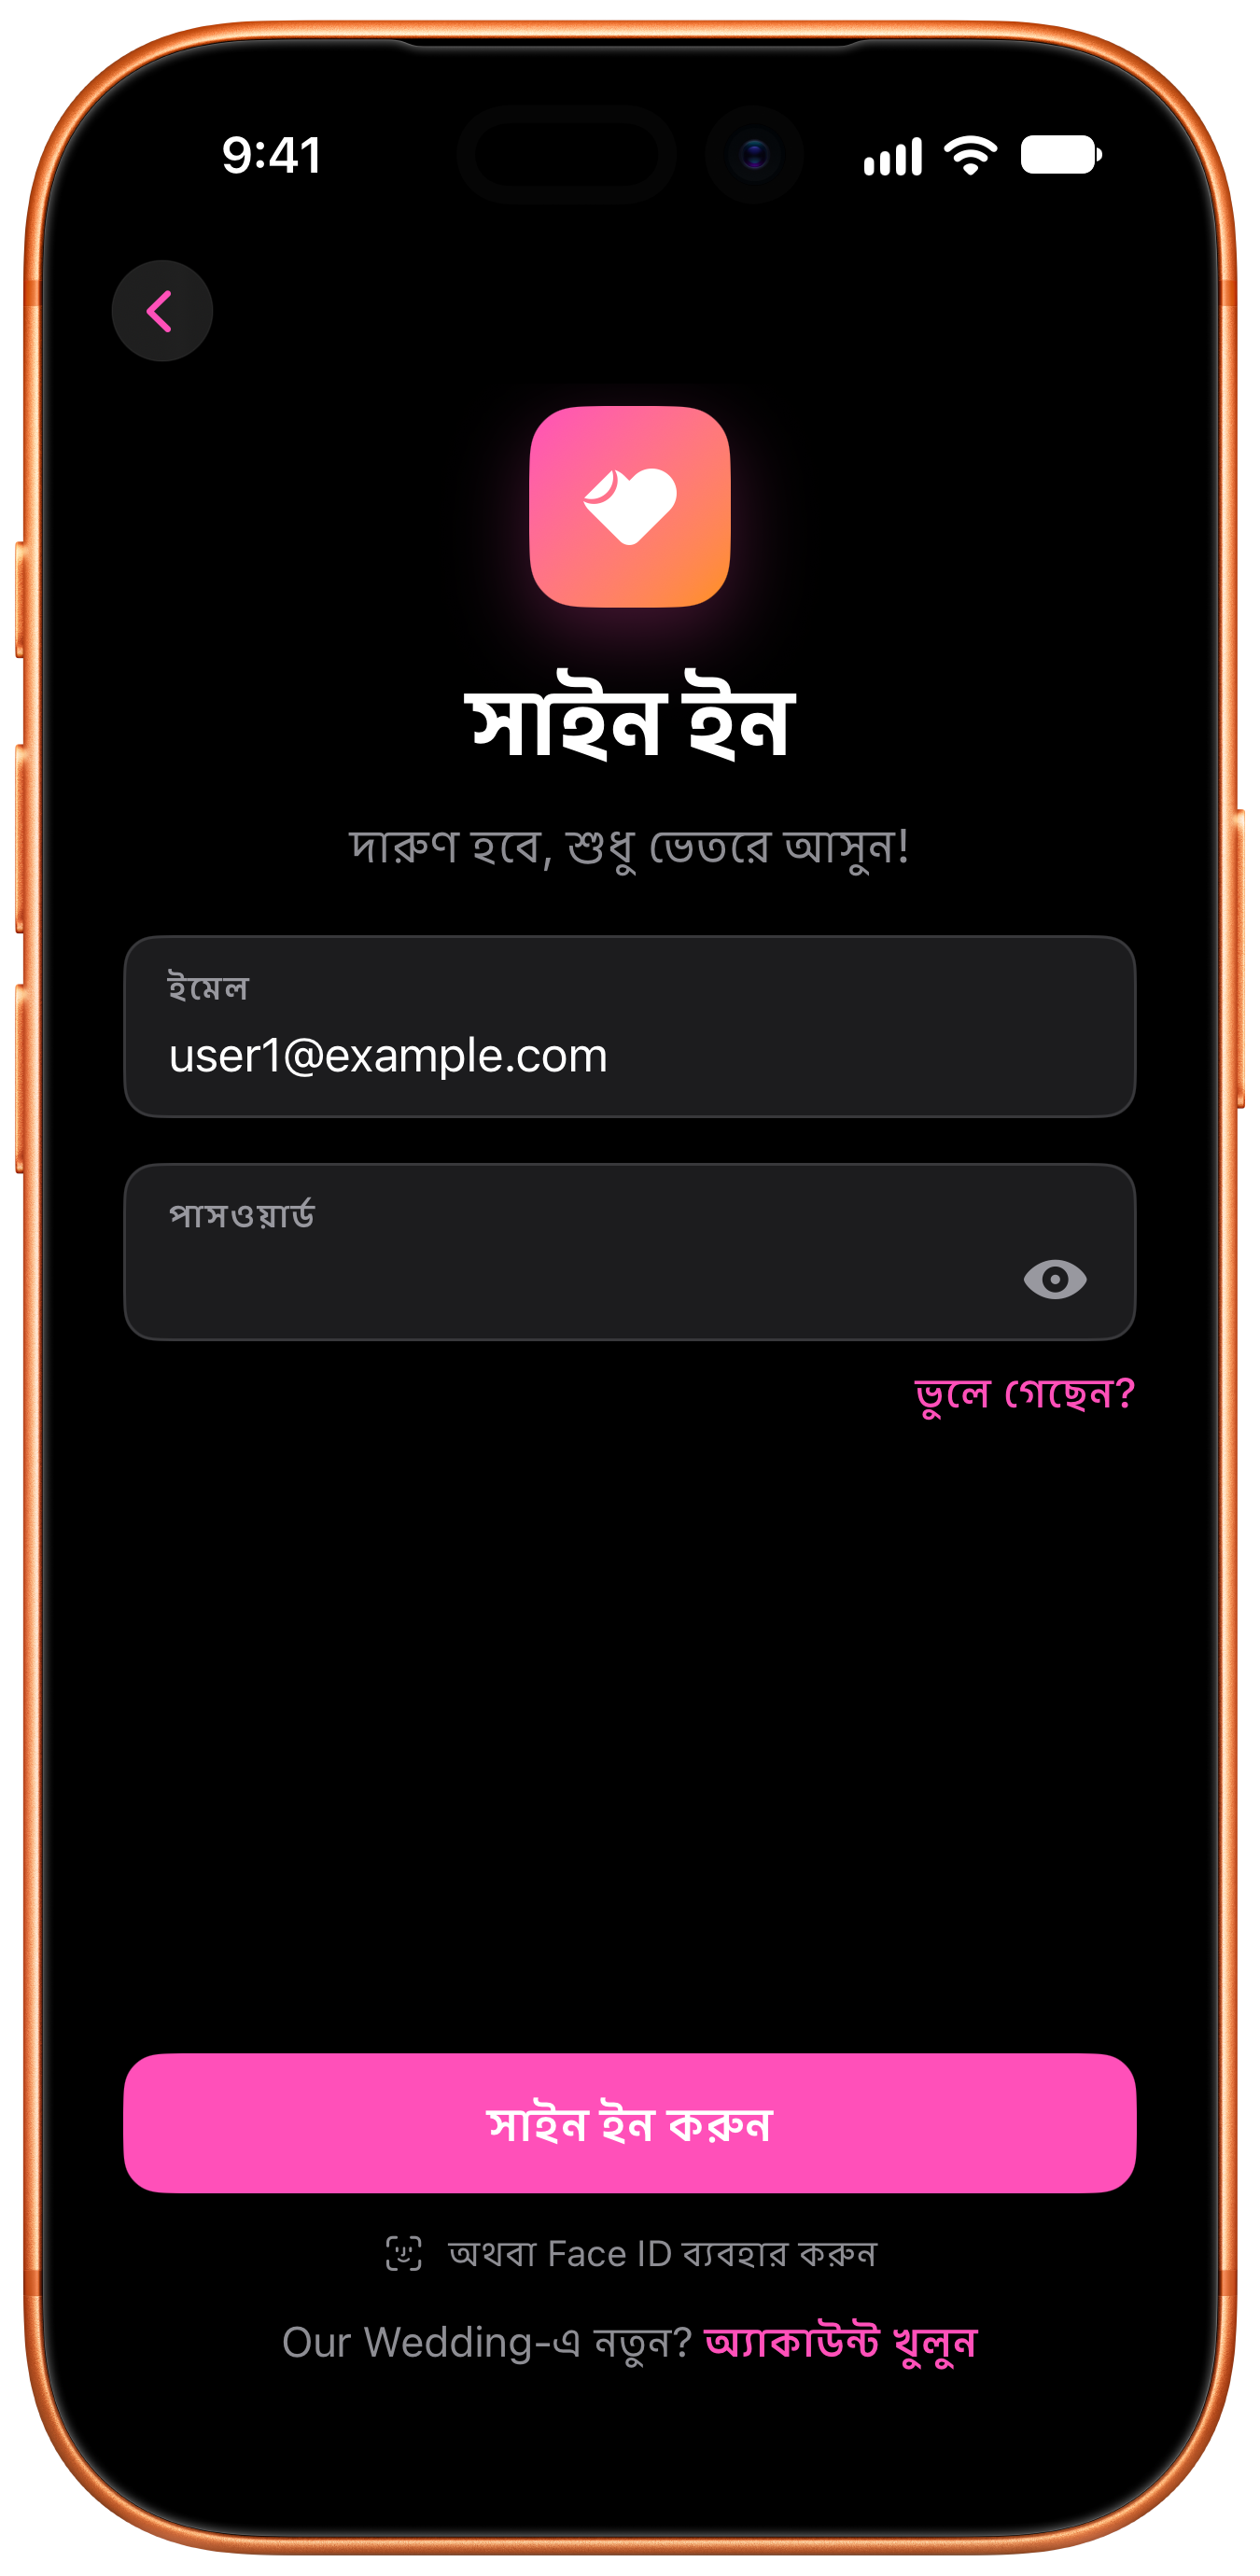 9:41
সাইন ইন
দারুণ হবে, শুধু ভেতরে আসুন!
ইমেল
user1@example.com
পাসওয়ার্ড
ভুলে গেছেন?
সাইন ইন করুন
অথবা Face ID ব্যবহার করুন
Our Wedding-এ নতুন? অ্যাকাউন্ট খুলুন